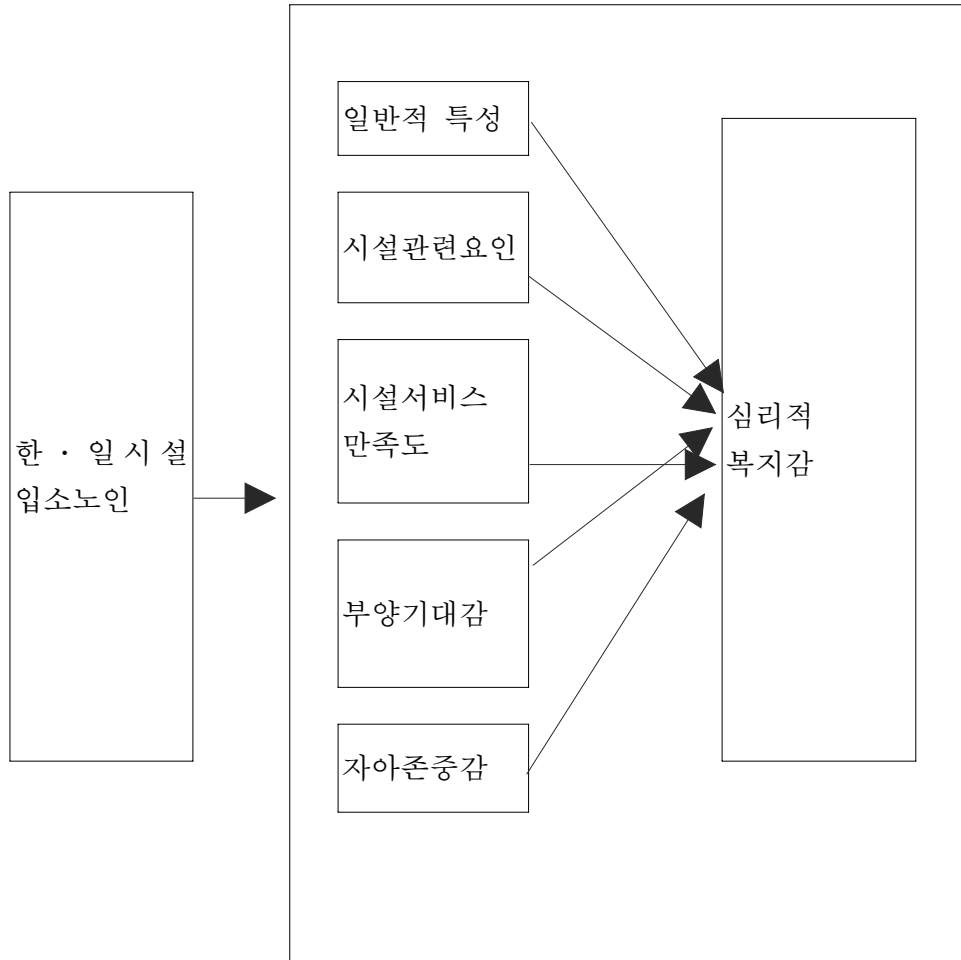 일반적 특성
시설관련요인
시설서비스
만족도
부양기대감
자아존중감
한 · 일 시 설
입소노인
심리적
복지감